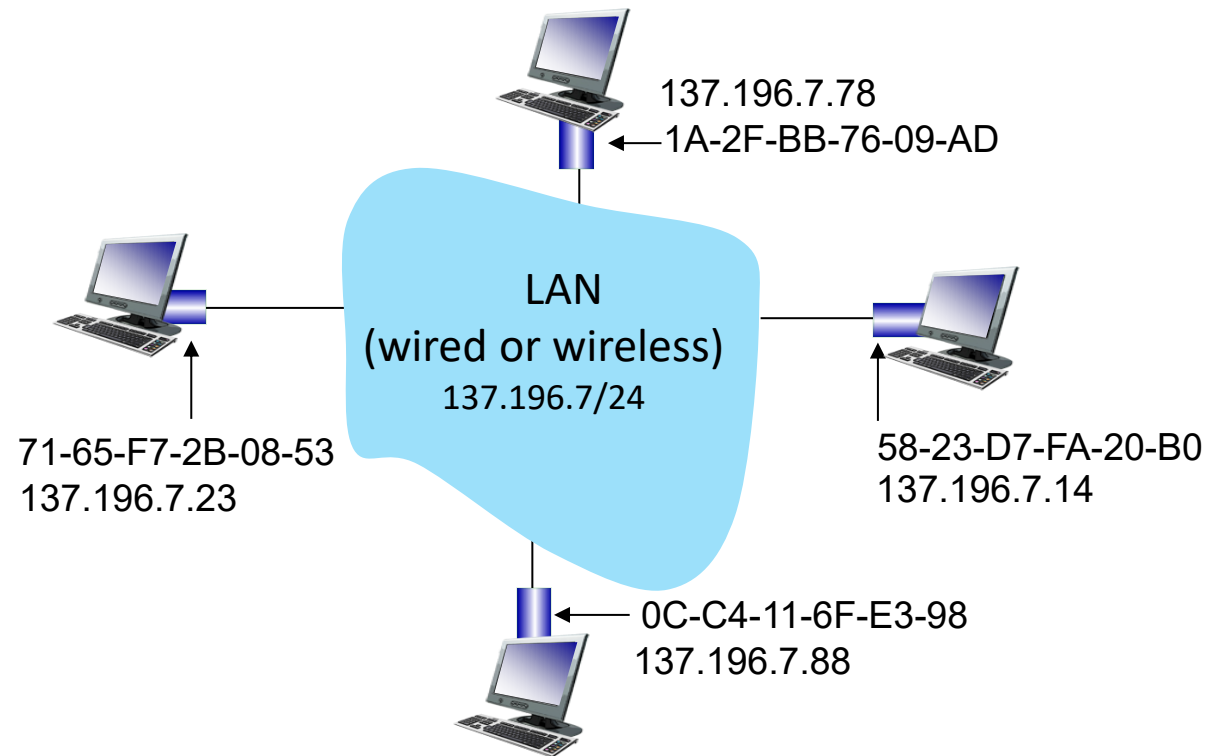 137.196.7.78
1A-2F-BB-76-09-AD
LAN
(wired or wireless)
137.196.7/24
71-65-F7-2B-08-53
137.196.7.23
58-23-D7-FA-20-B0
137.196.7.14
0C-C4-11-6F-E3-98
137.196.7.88